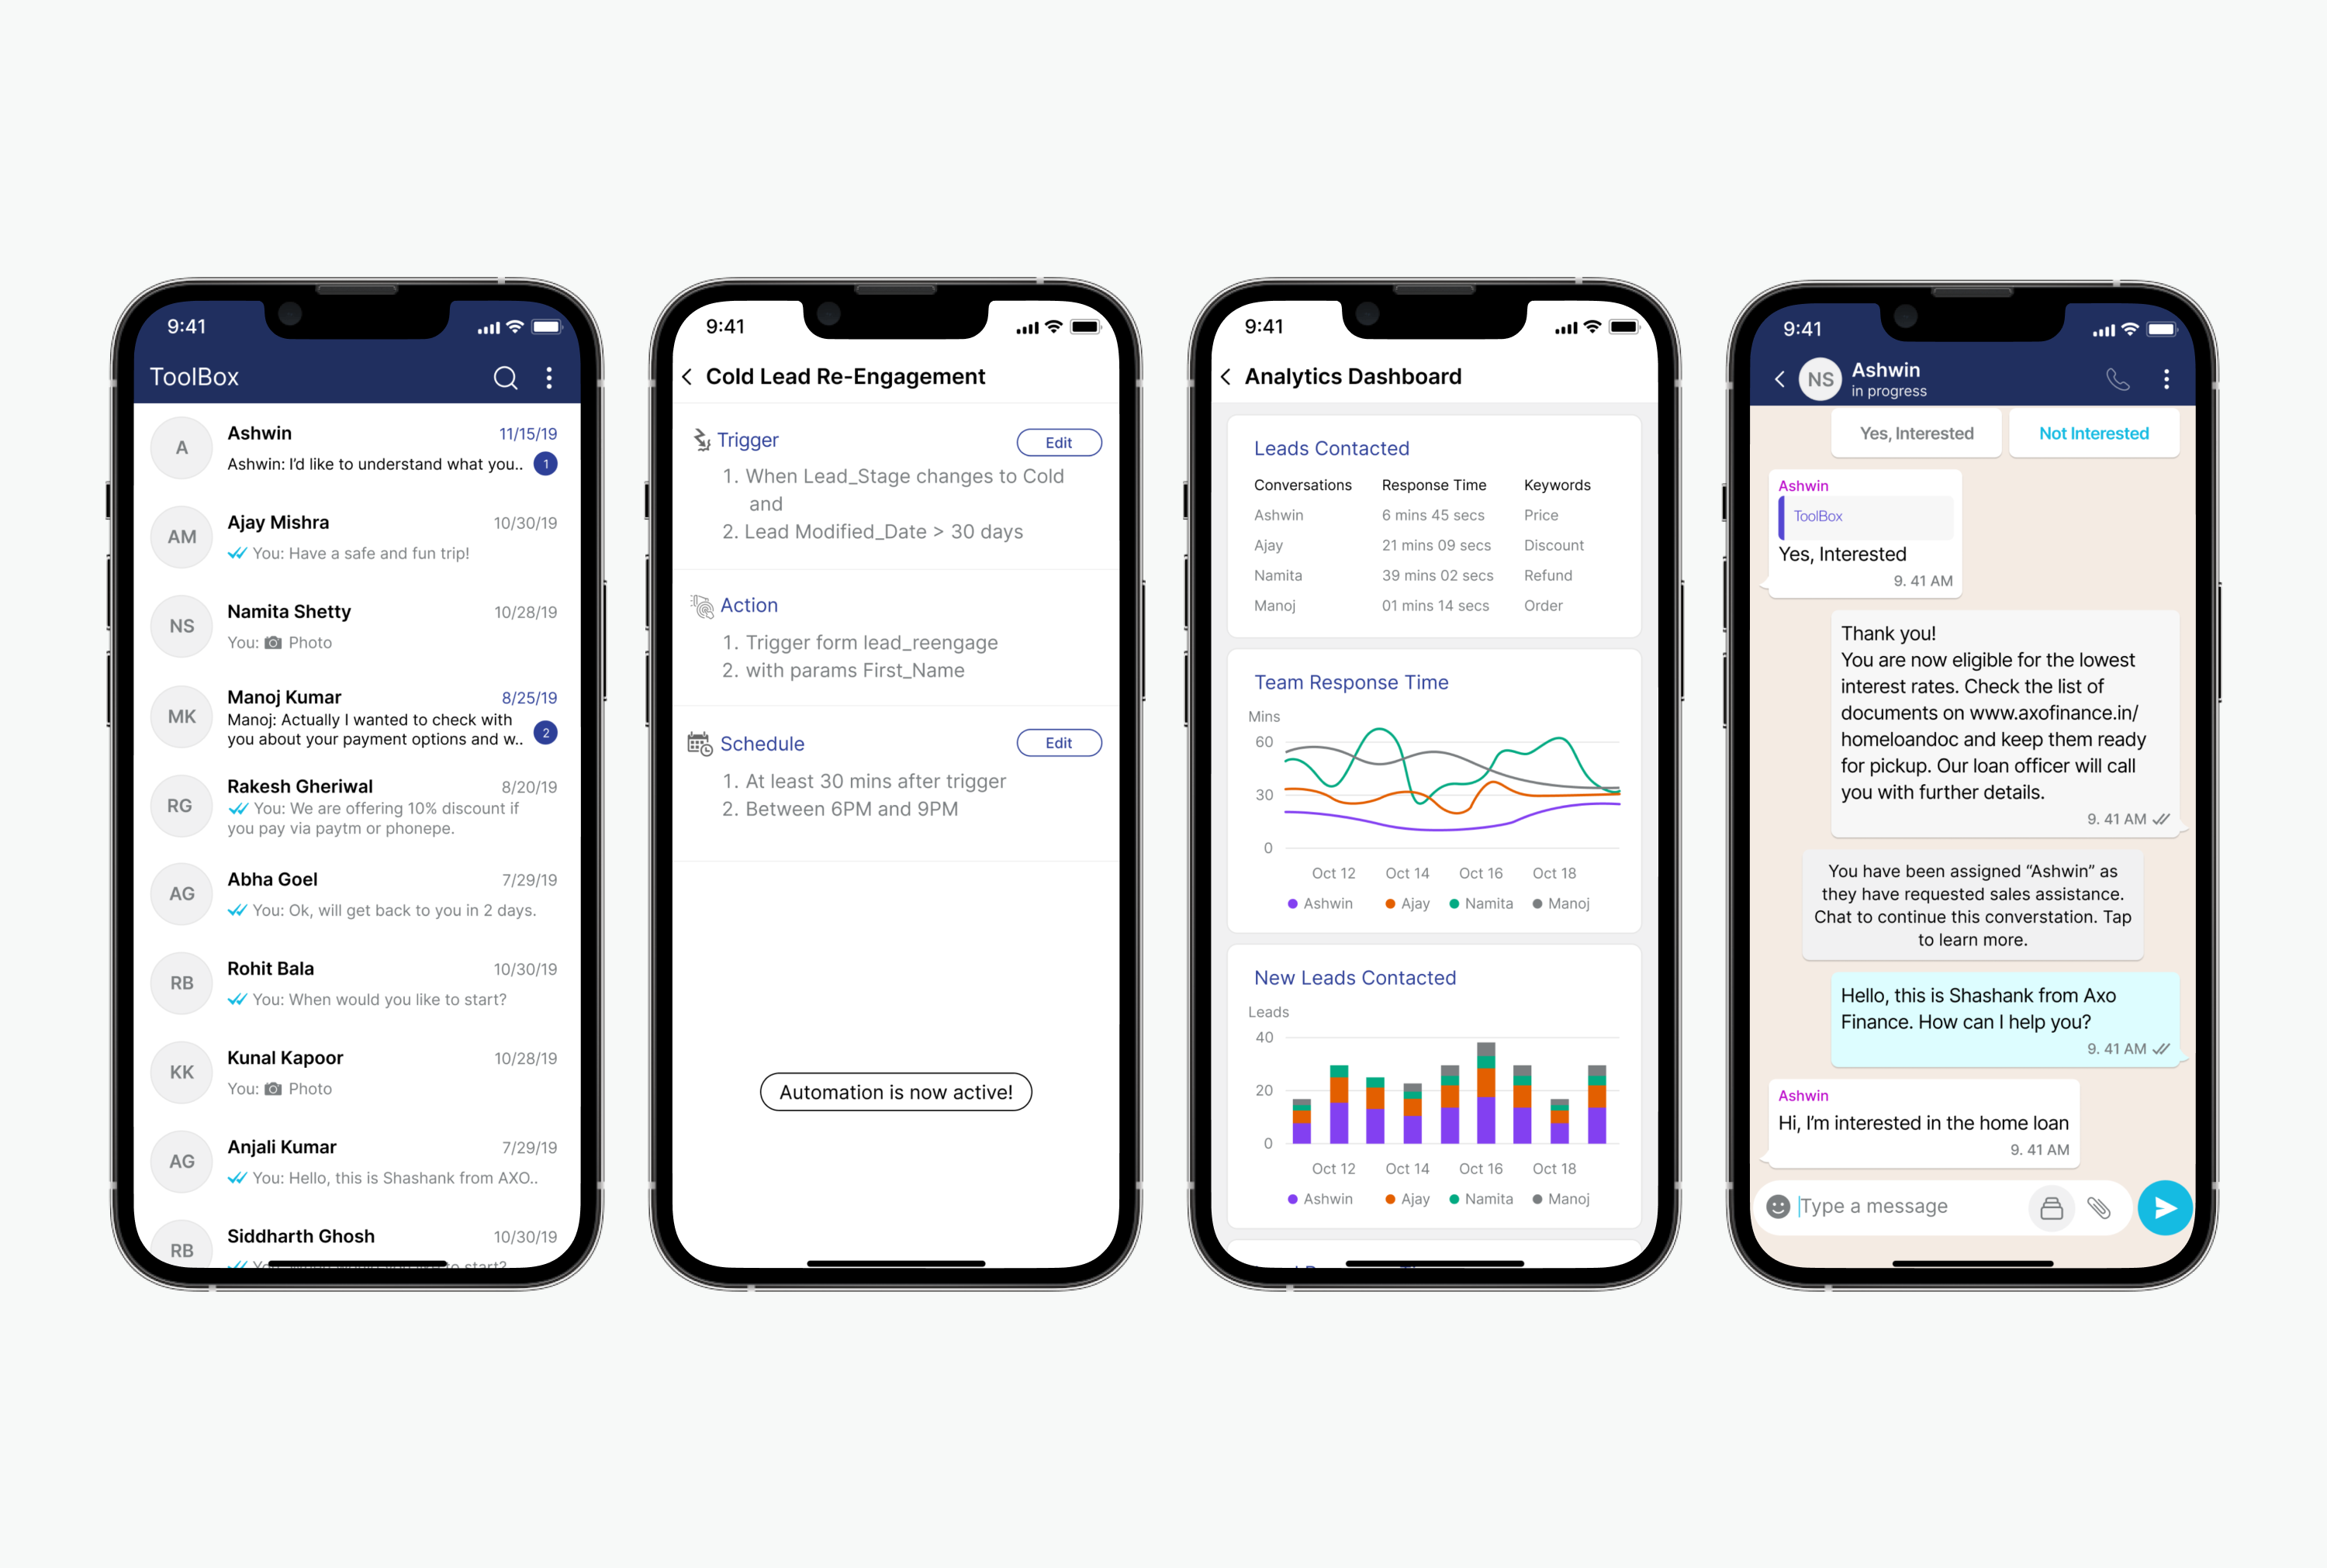 9:41
ToolBox
A
Ashwin
11/15/19
Ashwin: I'd like to understand what you..
1
AM
Ajay Mishra
10/30/19
You: Have a safe and fun trip!
NS
Namita Shetty
10/28/19
You: Photo
MK
Manoj Kumar
8/25/19
Manoj: Actually I wanted to check with
you about your payment options and w..
2
RG
Rakesh Gheriwal
8/20/19
You: We are offering 10% discount if
you pay via paytm or phonepe.
AG
Abha Goel
7/29/19
You: Ok, will get back to you in 2 days.
RB
Rohit Bala
10/30/19
You: When would you like to start?
KK
Kunal Kapoor
10/28/19
You: Photo
AG
Anjali Kumar
7/29/19
You: Hello, this is Shashank from AXO..
RB
Siddharth Ghosh
10/30/19
start?
9:41
Cold Lead Re-Engagement
Trigger
Edit
1. When Lead_Stage changes to Cold
and
2. Lead Modified_Date > 30 days
Action
1. Trigger form lead_reengage
2. with params First_Name
Schedule
Edit
1. At least 30 mins after trigger
2. Between 6PM and 9PM
Automation is now active!
9:41
Analytics Dashboard
Leads Contacted
Conversations Response Time Keywords
Ashwin 6 mins 45 secs Price
Ajay 21 mins 09 secs Discount
Namita 39 mins 02 secs Refund
Manoj 01 mins 14 secs Order
Team Response Time
Mins
60
30
0
Oct 12 Oct 14 Oct 16 Oct 18
Ashwin Ajay Namita Manoj
New Leads Contacted
Leads
40
20
0
Oct 12 Oct 14 Oct 16 Oct 18
Ashwin Ajay Namita Manoj
9:41
NS
Ashwin
in progress
Yes, Interested
Not Interested
Ashwin
ToolBox
Yes, Interested
9. 41 AM
Thank you!
You are now eligible for the lowest
interest rates. Check the list of
documents on www.axofinance.in/
homeloandoc and keep them ready
for pickup. Our loan officer will call
you with further details.
9. 41 AM
You have been assigned “Ashwin” as
they have requested sales assistance.
Chat to continue this converstation. Tap
to learn more.
Hello, this is Shashank from Axo
Finance. How can I help you?
9. 41 AM
Ashwin
Hi, I'm interested in the home loan
9. 41 AM
Type a message